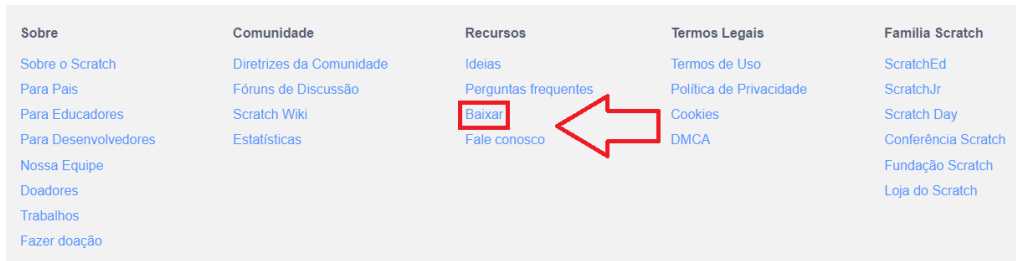 Sobre
Sobre o Scratch
Para Pais
Para Educadores
Para Desenvolvedores
Nossa Equipe
Doadores
Trabalhos
Fazer doação
Comunidade
Diretrizes da Comunidade
Fóruns de Discussão
Scratch Wiki
Estatísticas
Recursos
Ideias
Perguntas frequentes
Baixar
Fale conosco
Termos Legais
Termos de Uso
Política de Privacidade
Cookies
DMCA
Família Scratch
ScratchEd
ScratchJr
Scratch Day
Conferência Scratch
Fundação Scratch
Loja do Scratch